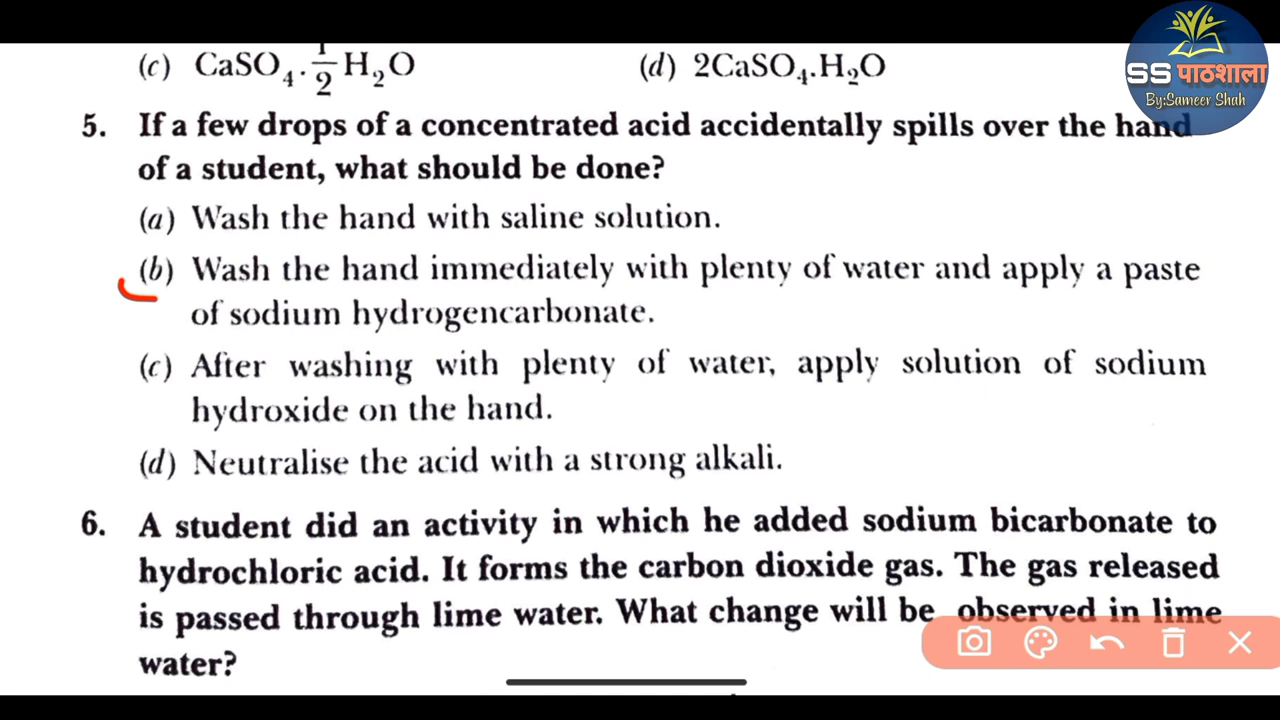 (c) CaSO₄.½H₂O (d) 2CaSO₄.H₂O
SS पाठशाला
By:Sameer Shah
5. If a few drops of a concentrated acid accidentally spills over the hand
of a student, what should be done?
(a) Wash the hand with saline solution.
(b) Wash the hand immediately with plenty of water and apply a paste
of sodium hydrogencarbonate.
(c) After washing with plenty of water, apply solution of sodium
hydroxide on the hand.
(d) Neutralise the acid with a strong alkali.
6. A student did an activity in which he added sodium bicarbonate to
hydrochloric acid. It forms the carbon dioxide gas. The gas released
is passed through lime water. What change will be observed in lime
water?